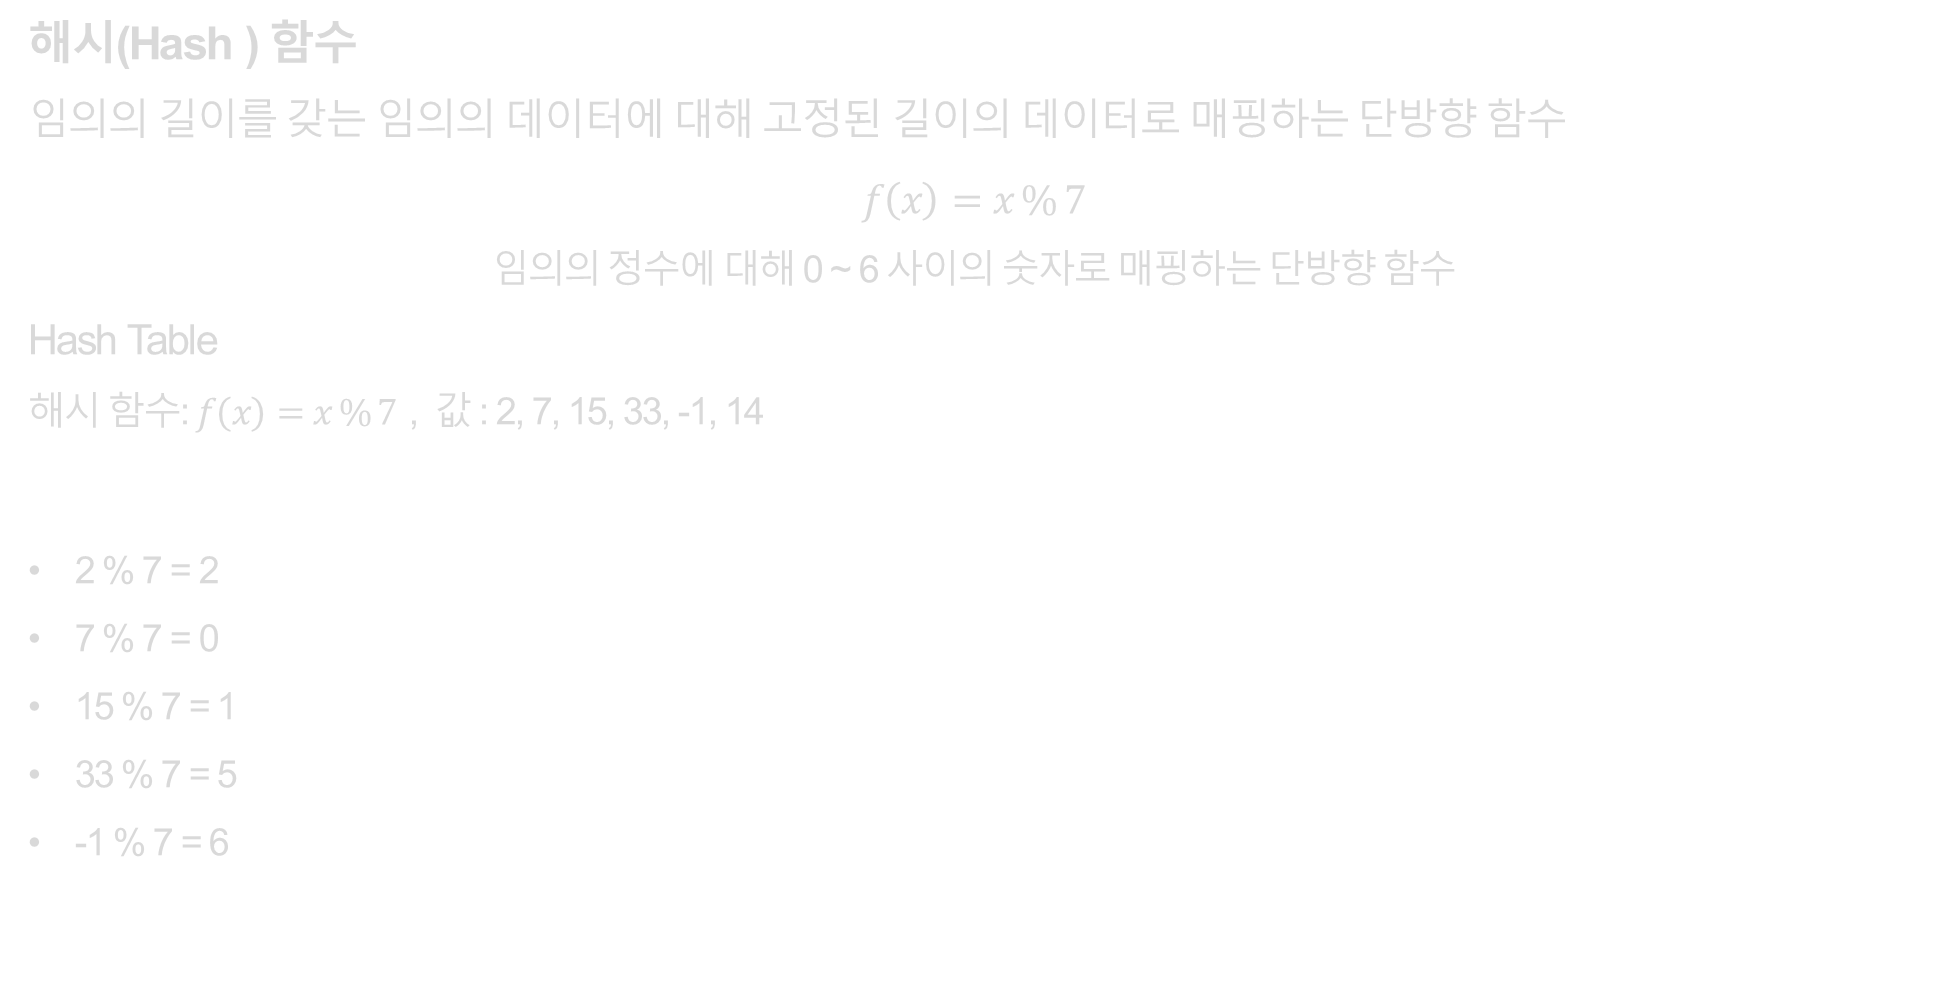 해시(Hash ) 함수
임의의 길이를 갖는 임의의 데이터에 대해 고정된 길이의 데이터로 매핑하는 단방향 함수
f(x) = x % 7
임의의 정수에 대해 0 ~ 6 사이의 숫자로 매핑하는 단방향 함수
Hash Table
해시 함수: f(x) = x % 7 , 값 : 2, 7, 15, 33, -1, 14
• 2 % 7 = 2
• 7 % 7 = 0
• 15 % 7 = 1
• 33 % 7 = 5
• -1 % 7 = 6